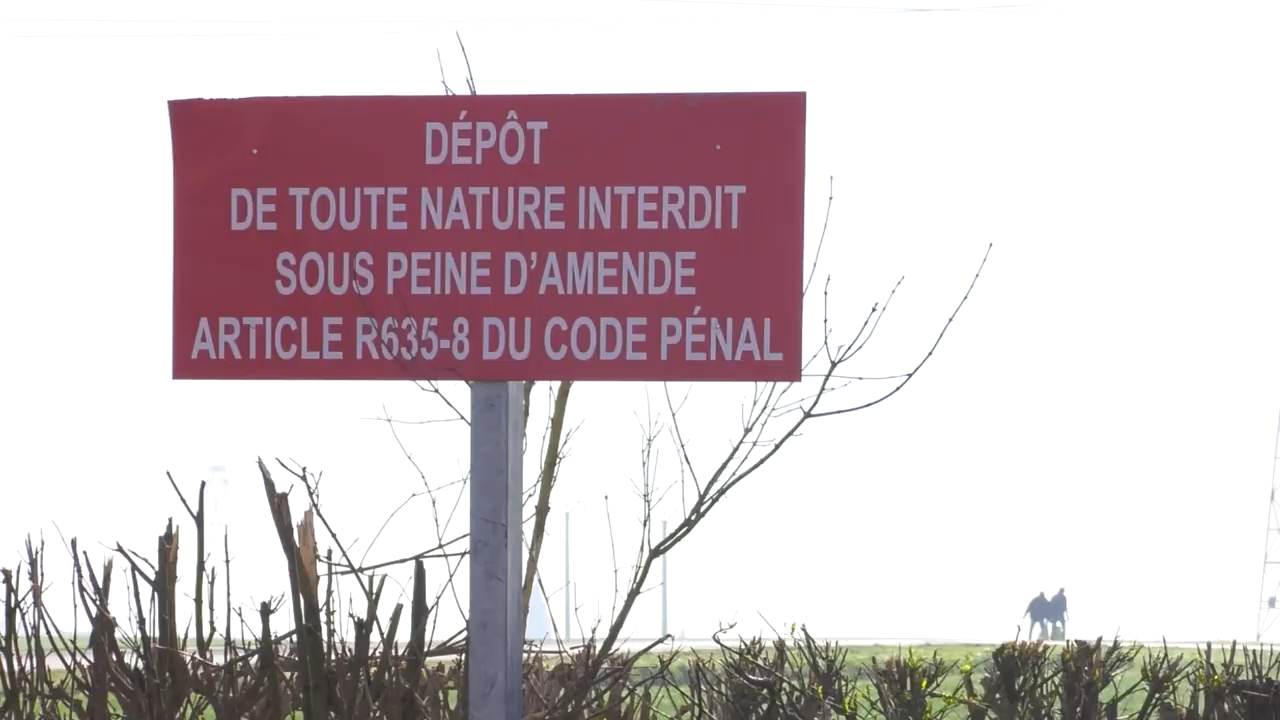 DÉPÔT
DE TOUTE NATURE INTERDIT
SOUS PEINE D'AMENDE
ARTICLE R635-8 DU CODE PÉNAL